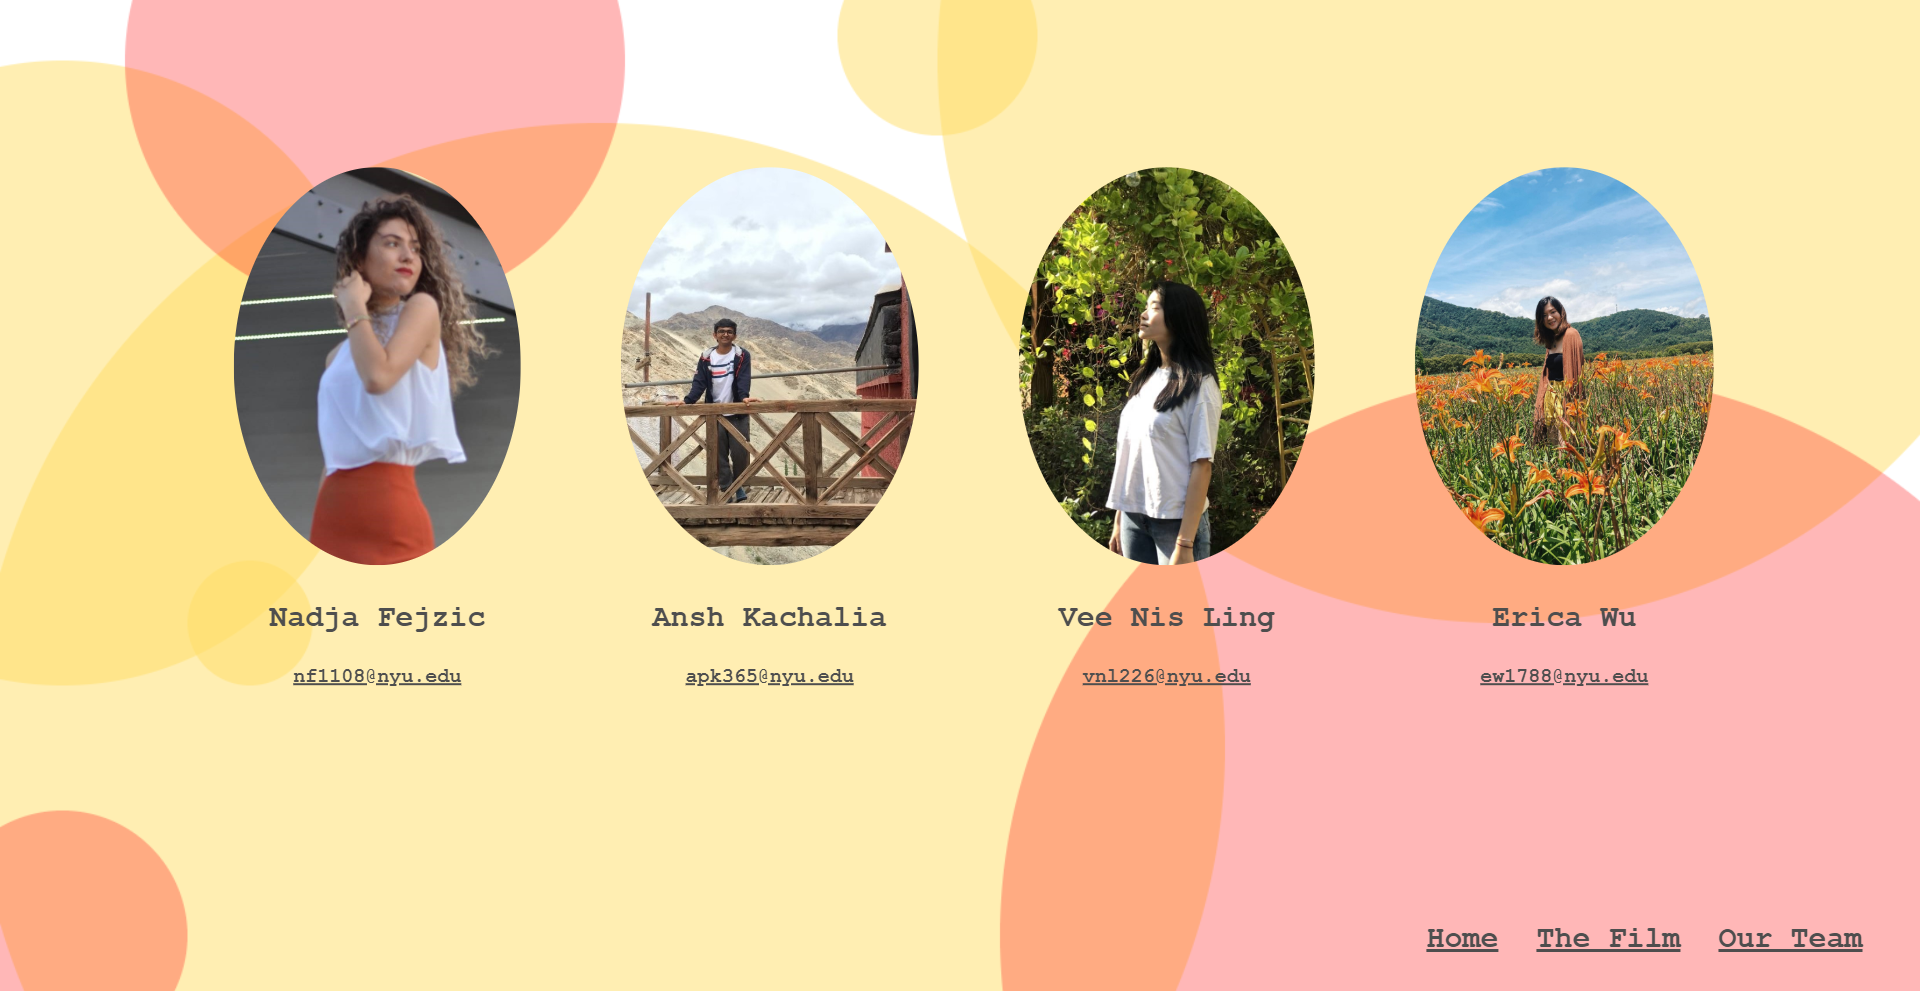 Nadja Fejzic
Ansh Kachalia
Vee Nis Ling
Erica Wu
nf1108@nyu.edu
apk365@nyu.edu
vnl226@nyu.edu
ew1788@nyu.edu
Home The Film Our Team